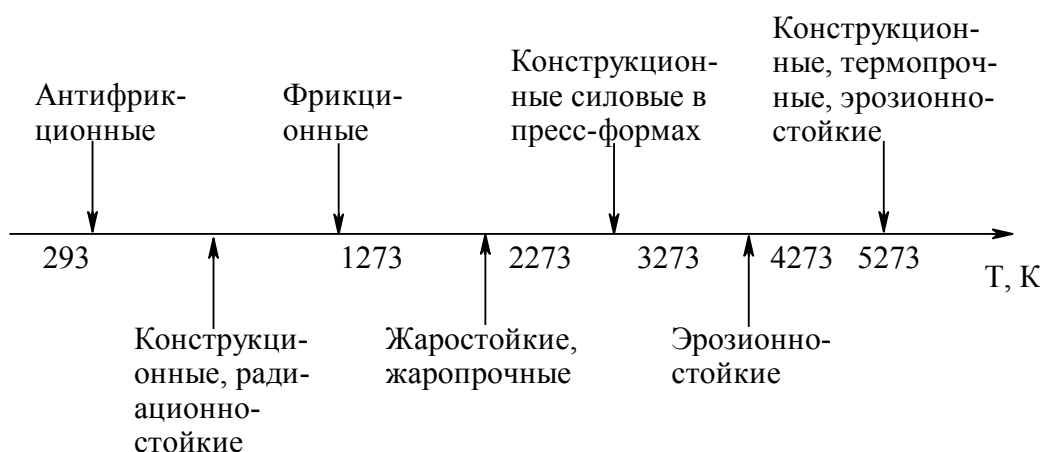 Антифрик-
ционные
Фрикци-
онные
Конструкцион-
ные силовые в
пресс-формах
Конструкцион-
ные, термопроч-
ные, эрозионно-
стойкие
293
1273
2273
3273
4273
5273
Т, К
Конструкци-
онные, ради-
ационно-
стойкие
Жаростойкие,
жаропрочные
Эрозионно-
стойкие